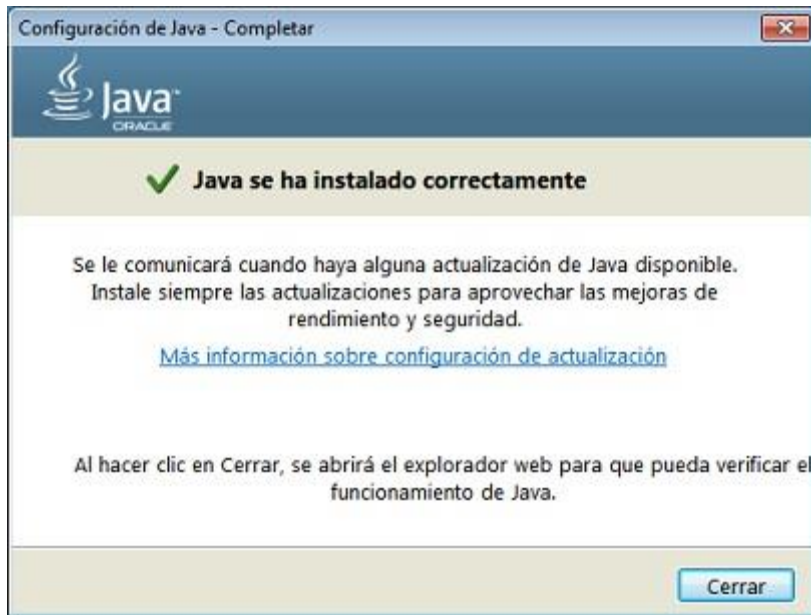 Configuración de Java - Completar
Java™
ORACLE
Java se ha instalado correctamente
Se le comunicará cuando haya alguna actualización de Java disponible.
Instale siempre las actualizaciones para aprovechar las mejoras de
rendimiento y seguridad.
Más información sobre configuración de actualización
Al hacer clic en Cerrar, se abrirá el explorador web para que pueda verificar el
funcionamiento de Java.
Cerrar